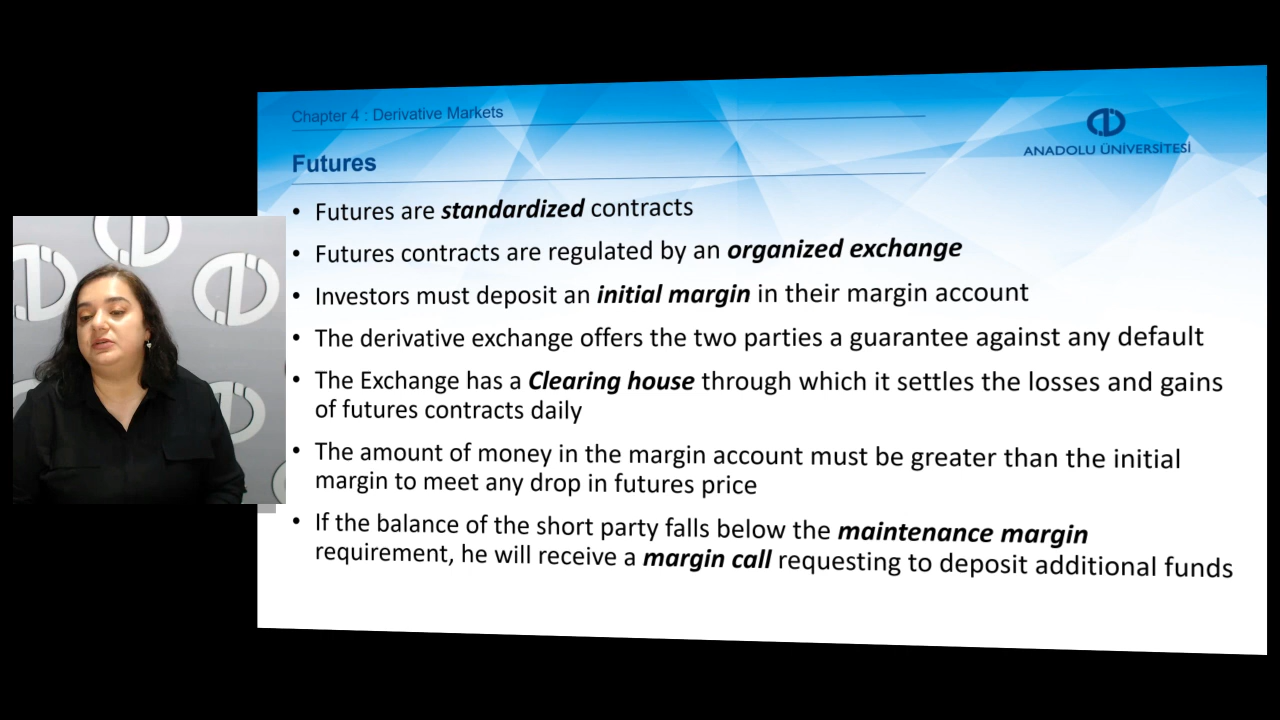 Chapter 4 : Derivative Markets
ANADOLU ÜNİVERSİTESİ
Futures
• Futures are standardized contracts
• Futures contracts are regulated by an organized exchange
• Investors must deposit an initial margin in their margin account
• The derivative exchange offers the two parties a guarantee against any default
• The Exchange has a Clearing house through which it settles the losses and gains
of futures contracts daily
• The amount of money in the margin account must be greater than the initial
margin to meet any drop in futures price
• If the balance of the short party falls below the maintenance margin
requirement, he will receive a margin call requesting to deposit additional funds